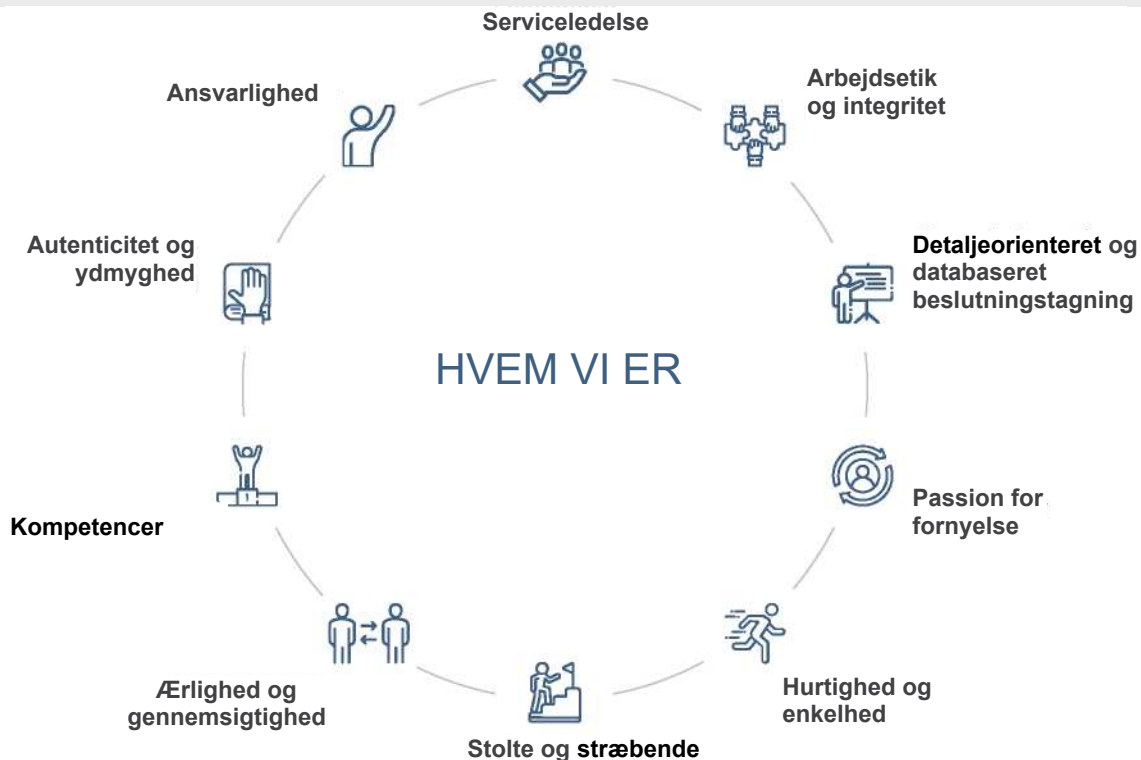 Serviceledelse
Ansvarlighed
Arbejdsetik
og integritet
Autenticitet og
ydmyghed
Detaljeorienteret og
databaseret
beslutningstagning
HVEM VI ER
Kompetencer
1
Passion for
fornyelse
Ærlighed og
gennemsigtighed
Hurtighed og
enkelhed
Stolte og stræbende